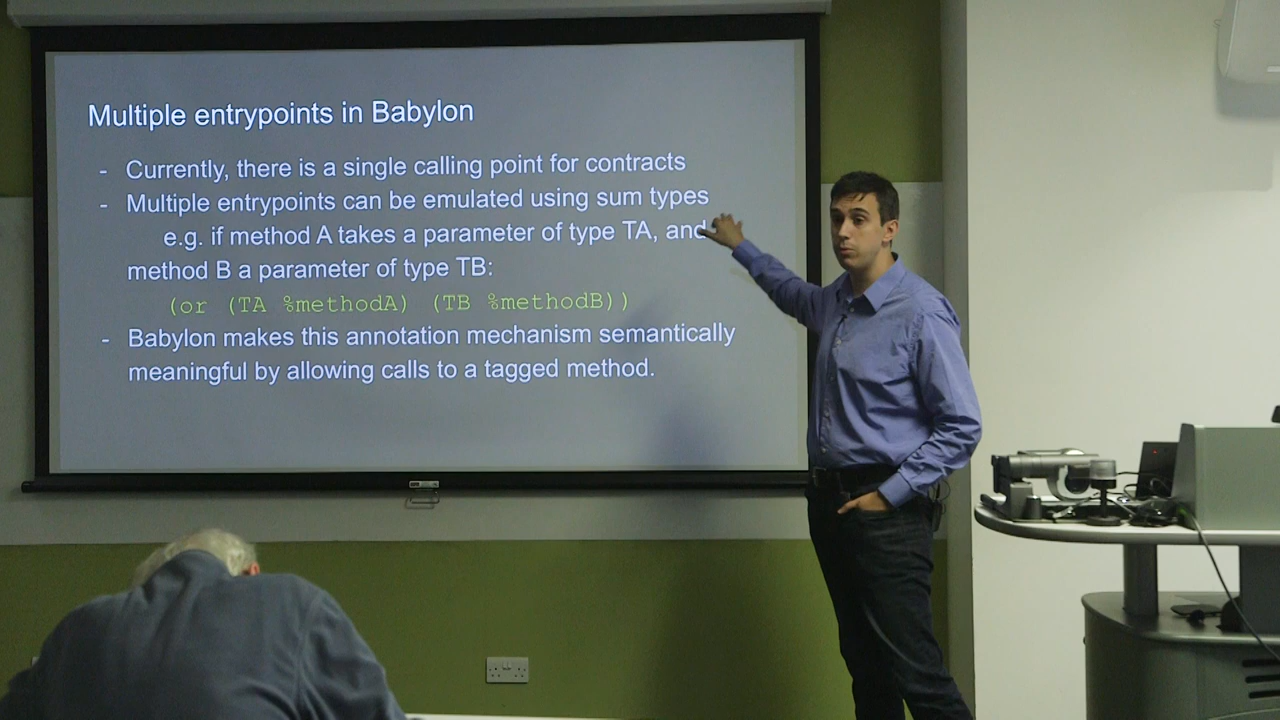 Multiple entrypoints in Babylon
- Currently, there is a single calling point for contracts
- Multiple entrypoints can be emulated using sum types
e.g. if method A takes a parameter of type TA, and
method B a parameter of type TB:
(or (TA %methodA) (TB %methodB))
- Babylon makes this annotation mechanism semantically
meaningful by allowing calls to a tagged method.